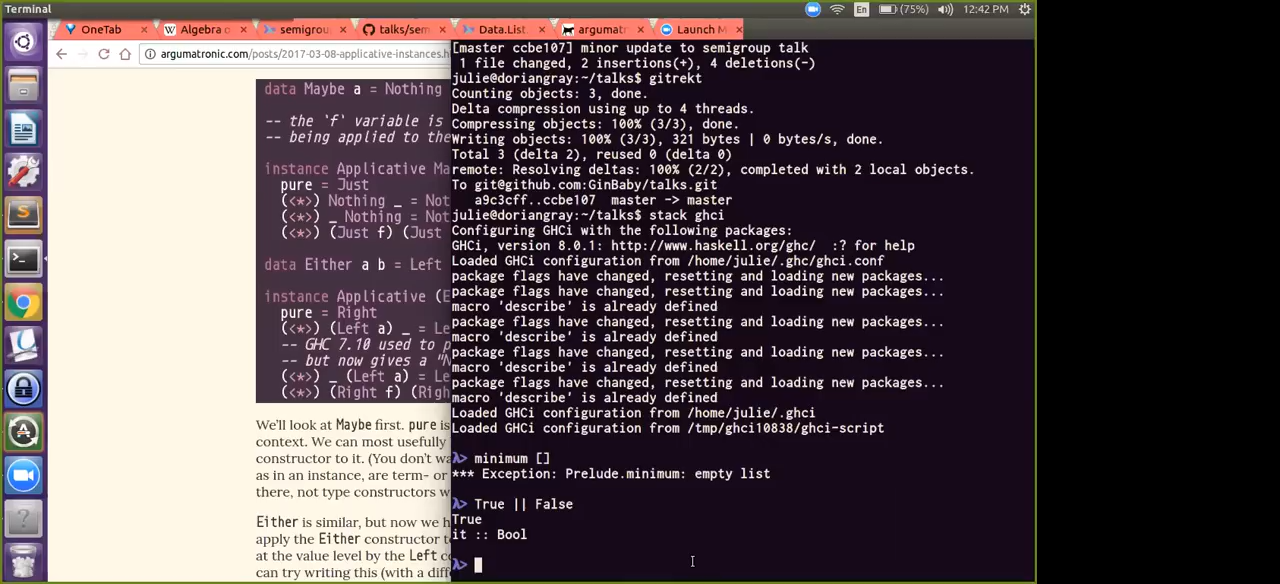 Terminal
En
(75%)
12:42 PM
OneTab
Algebra o
semigrou
talks/sem
Data.List.
argumat
Launch M
argumatronic.com/posts/2017-03-08-applicative-instances.h
data Maybe a = Nothing
-- the `f` variable is
-- being applied to the
instance Applicative Ma
pure = Just
(<*>) Nothing _ = Not
(<*>) _ Nothing = Not
(<*>) (Just f) (Just
data Either a b = Left
instance Applicative (E
pure = Right
(<*>) (Left a) _ = Le
-- GHC 7.10 used to p
-- but now gives a "N
(<*>) _ (Left a) = Le
(<*>) (Right f) (Righ
We'll look at Maybe first. pure is
context. We can most usefully
constructor to it. (You don't wa
as in an instance, are term- or
there, not type constructors w
Either is similar, but now we h
apply the Either constructor t
at the value level by the Left c
can try writing this (with a diff
[master ccbe107] minor update to semigroup talk
1 file changed, 2 insertions(+), 4 deletions(-)
julie@doriangray:~/talks$ gitrekt
Counting objects: 3, done.
Delta compression using up to 4 threads.
Compressing objects: 100% (3/3), done.
Writing objects: 100% (3/3), 321 bytes | 0 bytes/s, done.
Total 3 (delta 2), reused 0 (delta 0)
remote: Resolving deltas: 100% (2/2), completed with 2 local objects.
To git@github.com:GinBaby/talks.git
a9c3cff..ccbe107  master -> master
julie@doriangray:~/talks$ stack ghci
Configuring GHCi with the following packages:
GHCi, version 8.0.1: http://www.haskell.org/ghc/  :? for help
Loaded GHCi configuration from /home/julie/.ghc/ghci.conf
package flags have changed, resetting and loading new packages...
package flags have changed, resetting and loading new packages...
macro 'describe' is already defined
package flags have changed, resetting and loading new packages...
macro 'describe' is already defined
package flags have changed, resetting and loading new packages...
macro 'describe' is already defined
package flags have changed, resetting and loading new packages...
macro 'describe' is already defined
Loaded GHCi configuration from /home/julie/.ghci
Loaded GHCi configuration from /tmp/ghci10838/ghci-script
λ> minimum []
*** Exception: Prelude.minimum: empty list
λ> True || False
True
it :: Bool
λ>